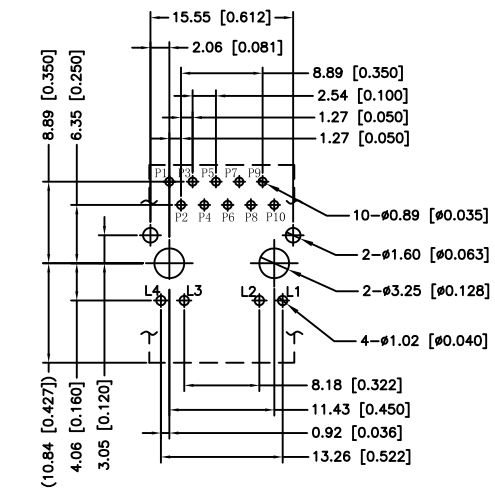 15.55 [0.612]
2.06 [0.081]
8.89 [0.350]
2.54 [0.100]
1.27 [0.050]
1.27 [0.050]
8.89 [0.350]
6.35 [0.250]
P1 P3 P5 P7 P9
P2 P4 P6 P8 P10
10-ø0.89 [ø0.035]
2-ø1.60 [ø0.063]
2-ø3.25 [ø0.128]
L4 L3 L2 L1
4-ø1.02 [ø0.040]
(10.84 [0.427])
4.06 [0.160]
3.05 [0.120]
8.18 [0.322]
11.43 [0.450]
0.92 [0.036]
13.26 [0.522]